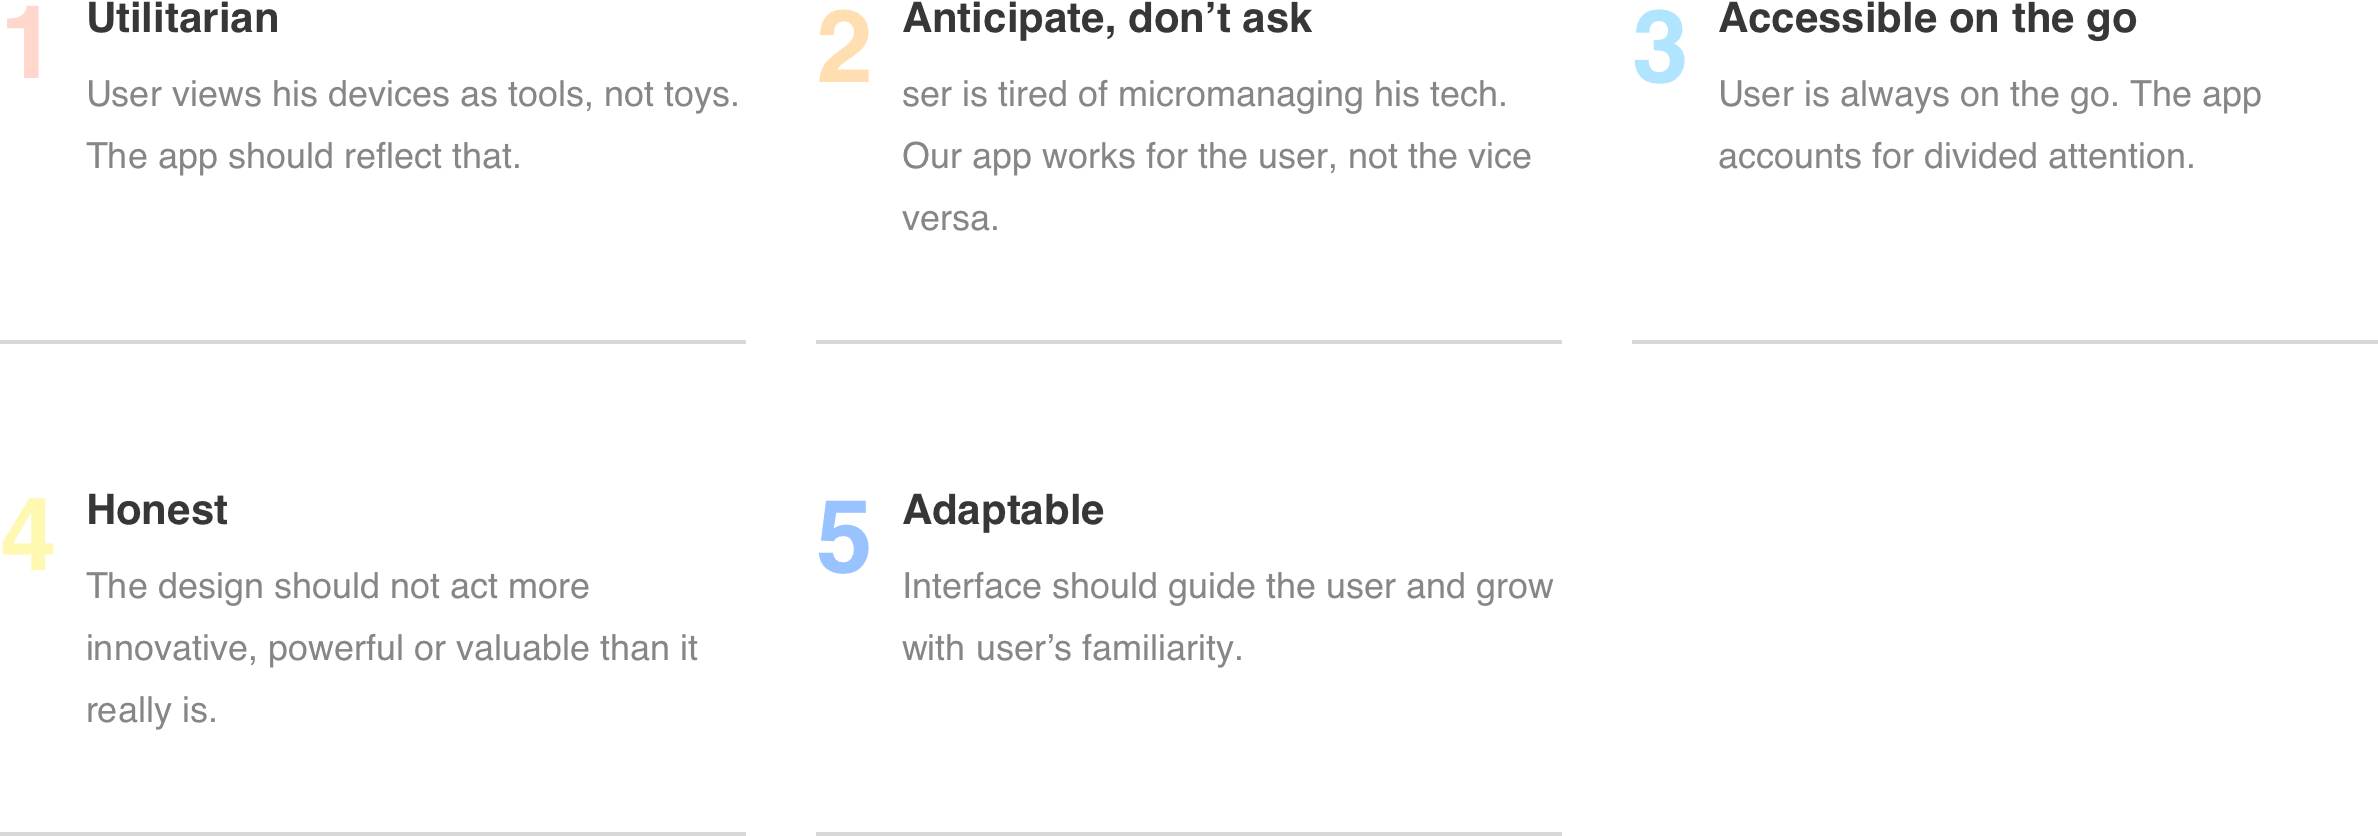 1
Utilitarian
User views his devices as tools, not toys.
The app should reflect that.
2
Anticipate, don’t ask
ser is tired of micromanaging his tech.
Our app works for the user, not the vice
versa.
3
Accessible on the go
User is always on the go. The app
accounts for divided attention.
4
Honest
The design should not act more
innovative, powerful or valuable than it
really is.
5
Adaptable
Interface should guide the user and grow
with user’s familiarity.